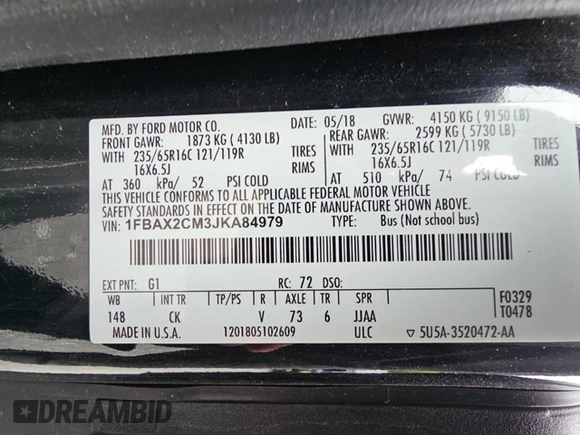 MFD. BY FORD MOTOR CO. 05/18 GVWR: 4150 KG ( 9150 LB)
FRONT GAWR: 1873 KG ( 4130 LB) REAR GAWR: 2599 KG ( 5730 LB)
WITH 235/65R16C 121/119R TIRES WITH 235/65R16C 121/119R TIRES
16X6.5J RIMS 16X6.5J RIMS
AT 360 kPa/ 52 PSI COLD AT 510 kPa/ 74 PSI COLD
THIS VEHICLE CONFORMS TO ALL APPLICABLE FEDERAL MOTOR VEHICLE
SAFETY AND THEFT PREVENTION STANDARDS IN EFFECT ON THE DATE OF MANUFACTURE SHOWN ABOVE.
VIN: 1FBAX2CM3JKA84979 TYPE: Bus (Not school bus)
EXT PNT: G1 RC: 72 DSO:
WB INT TR TP/PS R AXLE TR SPR F0329
148 CK V 73 6 JJAA T0478
MADE IN U.S.A. 1201805102609 ULC ▽ 5U5A-3520472-AA
DREAMBID